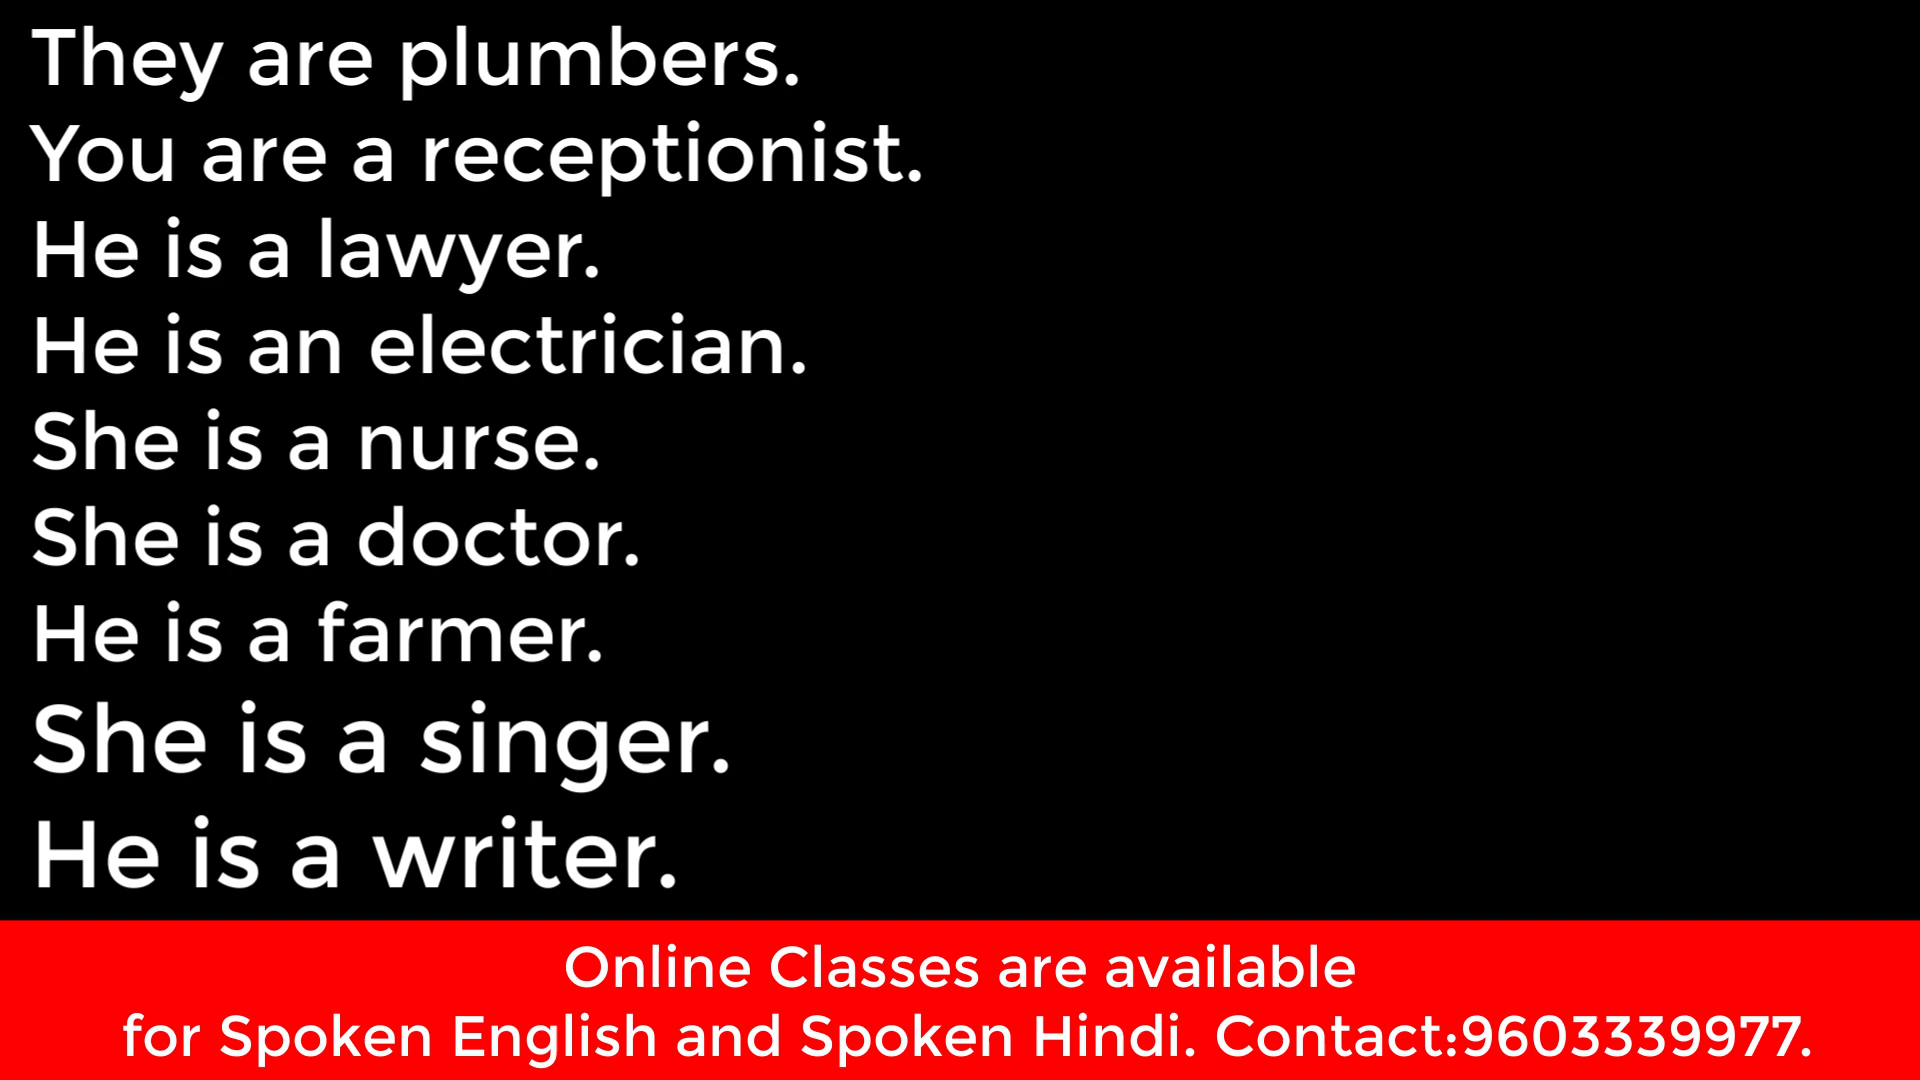 They are plumbers.
You are a receptionist.
He is a lawyer.
He is an electrician.
She is a nurse.
She is a doctor.
He is a farmer.
She is a singer.
He is a writer.
Online Classes are available
for Spoken English and Spoken Hindi. Contact:9603339977.